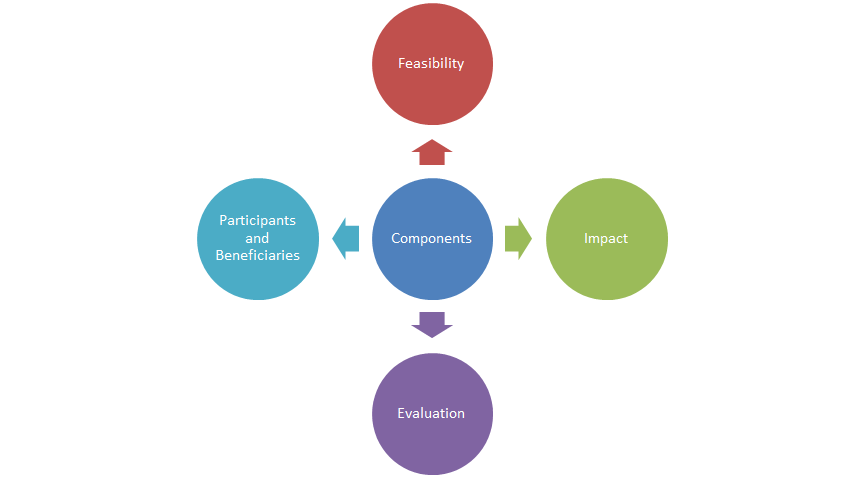 Feasibility
Participants
and
Beneficiaries
Components
Impact
Evaluation